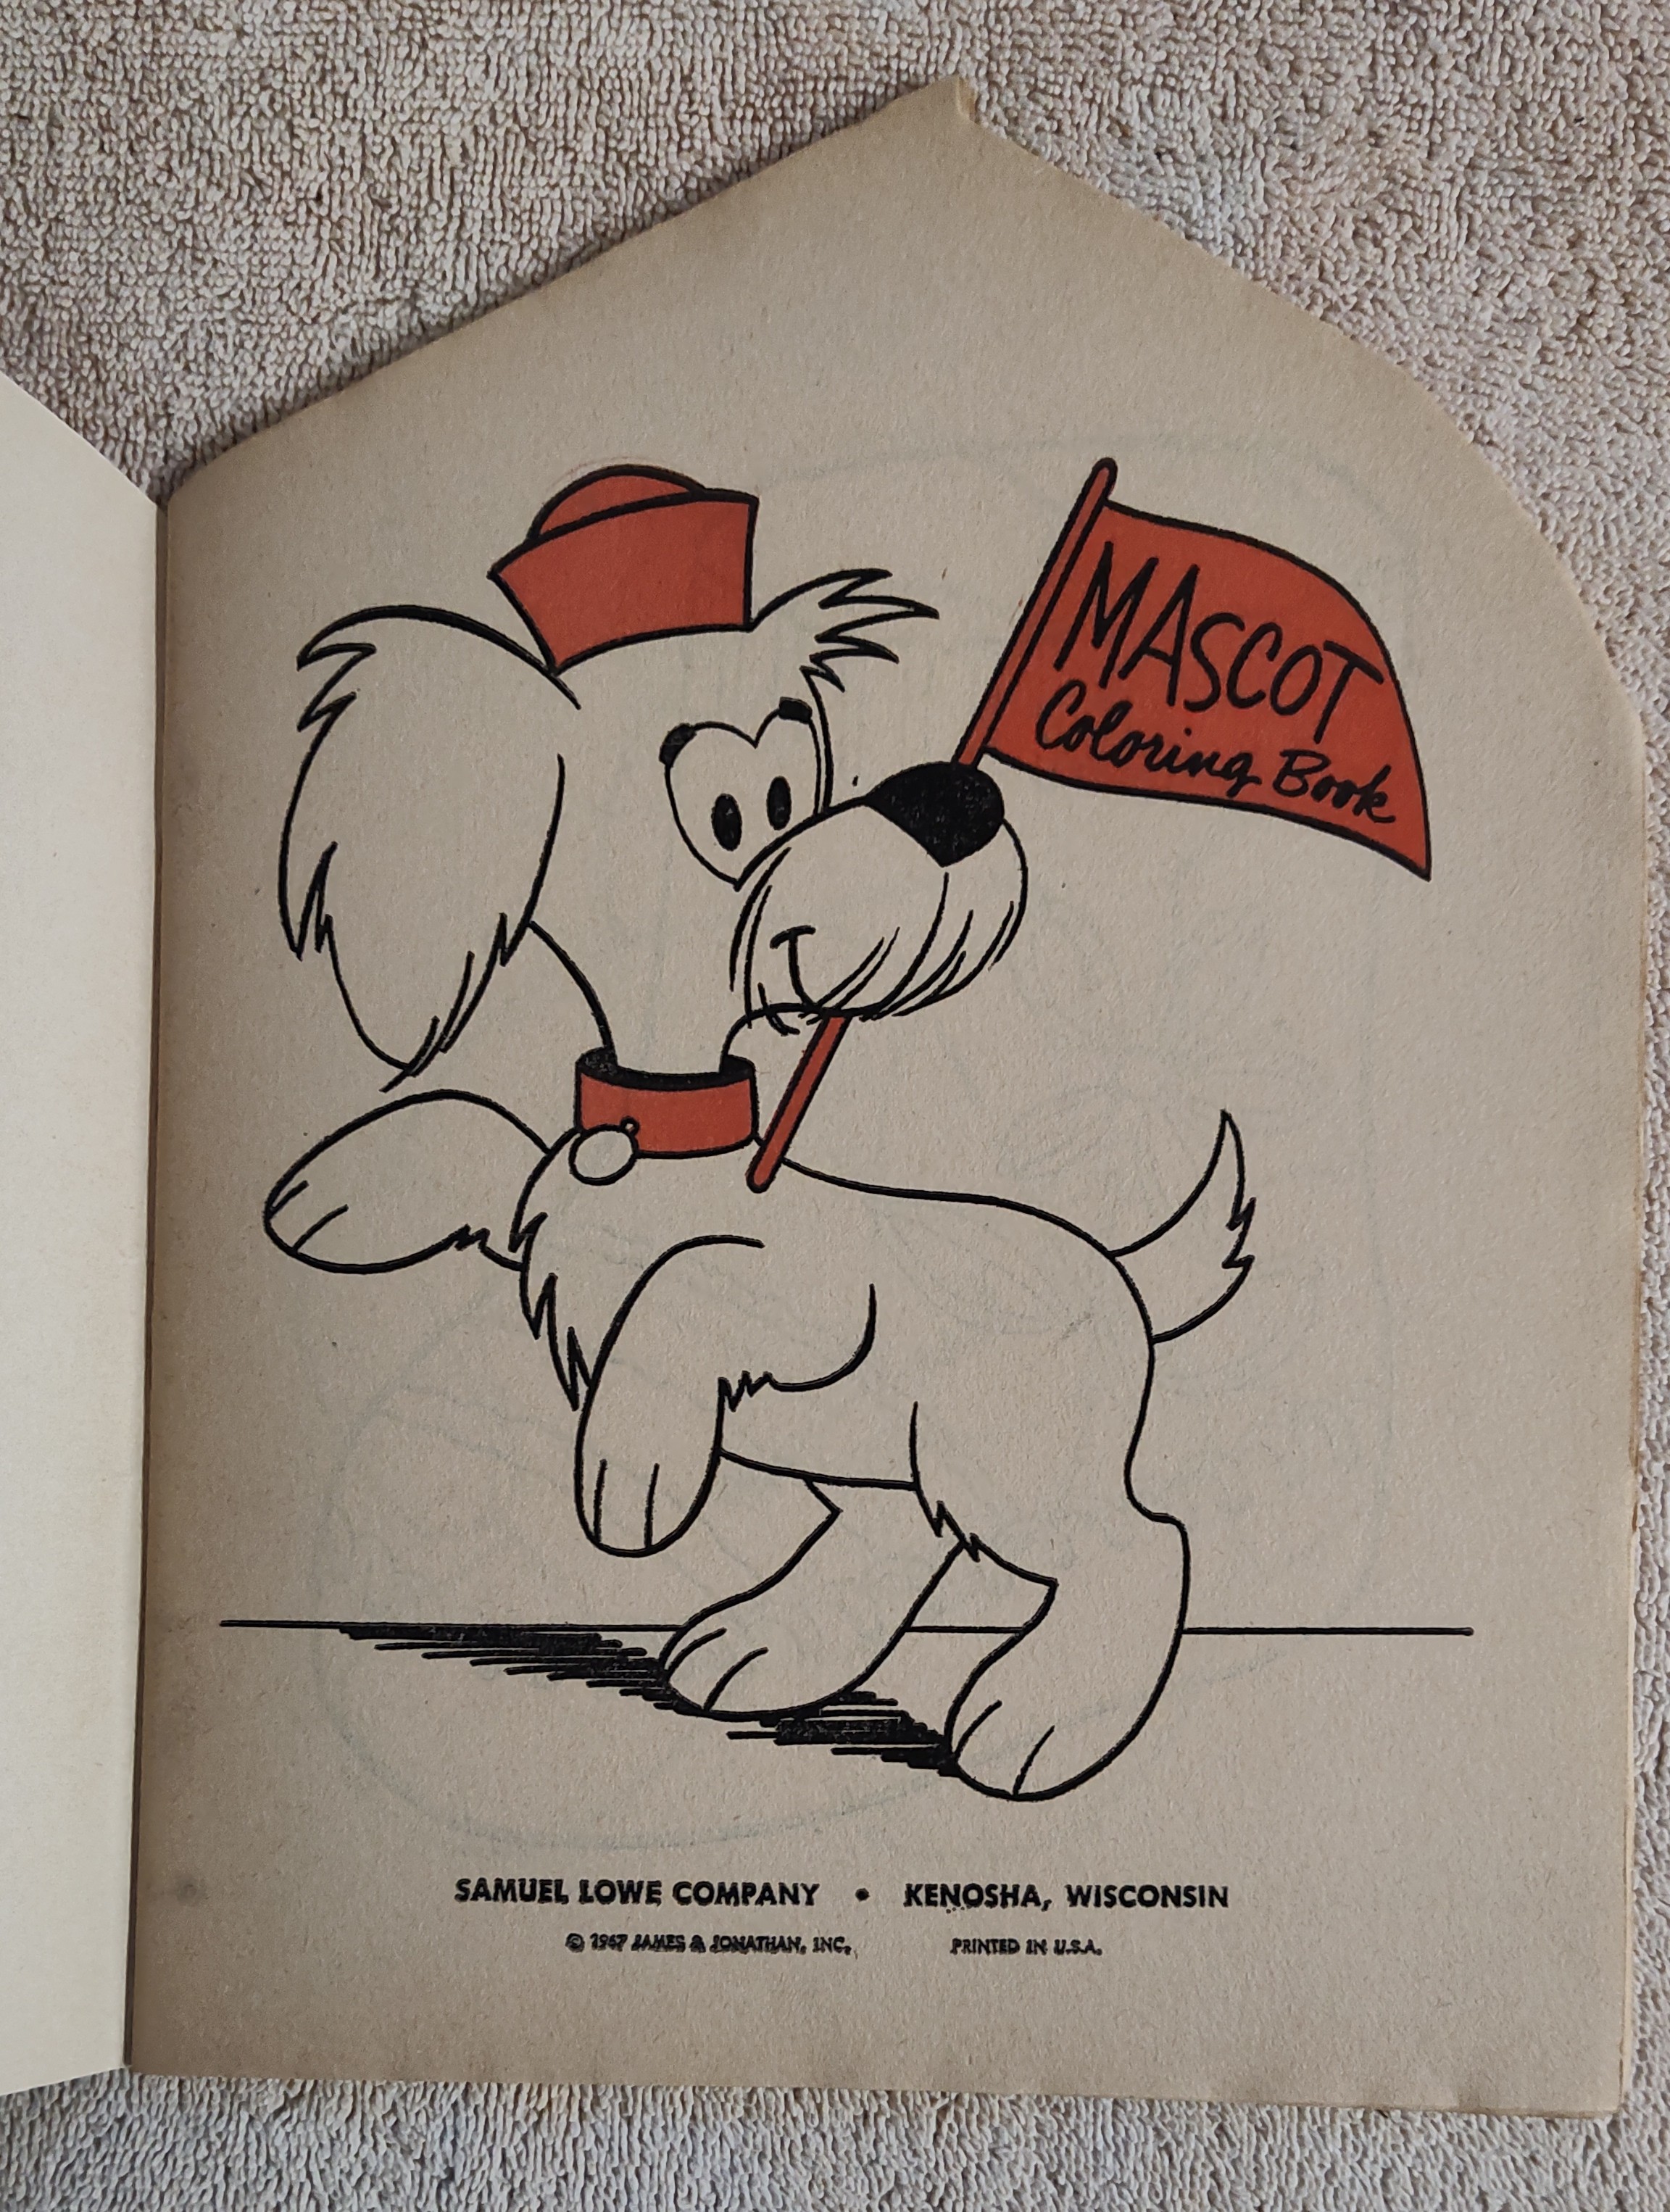 MASCOT
Coloring Book
SAMUEL LOWE COMPANY • KENOSHA, WISCONSIN
© 1967 JAMES & JONATHAN, INC. PRINTED IN U.S.A.